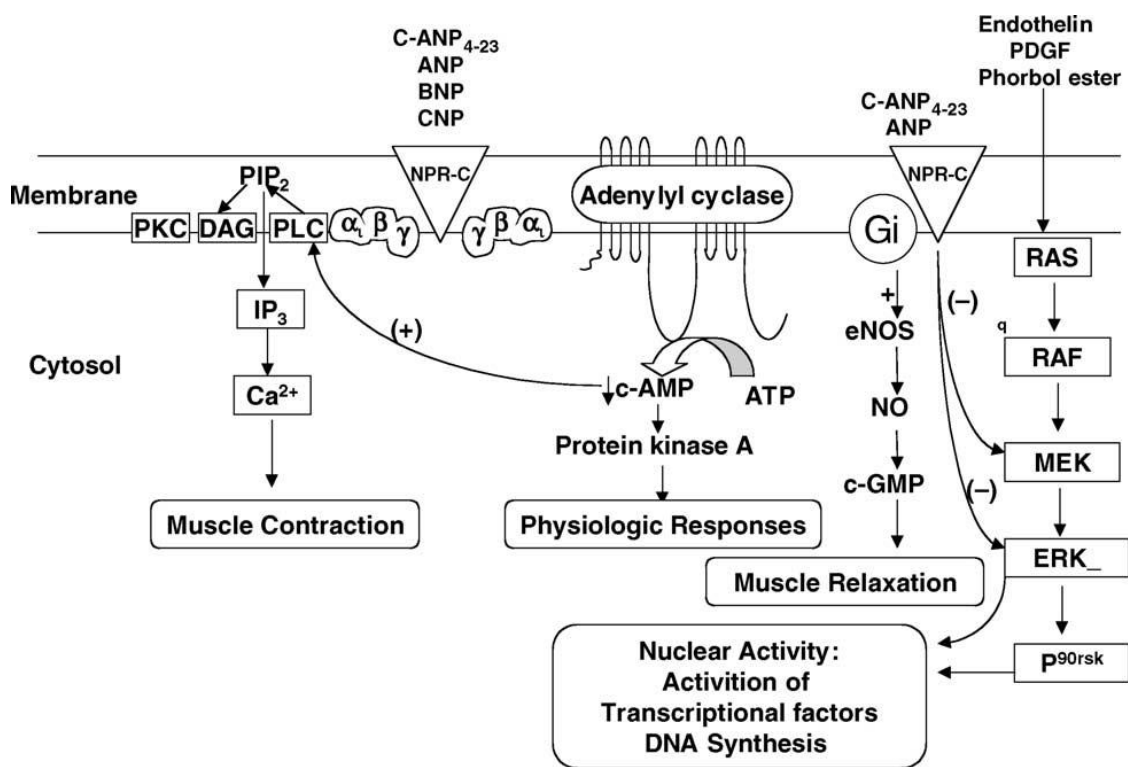 C-ANP4-23
ANP
BNP
CNP
Endothelin
PDGF
Phorbol ester
C-ANP4-23
ANP
Membrane
PIP2
NPR-C
Adenylyl cyclase
NPR-C
PKC
DAG
PLC
αι β γ
γ β αι
Gi
RAS
IP3
(+)
+
(–)
eNOS
q
RAF
Cytosol
Ca2+
c-AMP
ATP
NO
Protein kinase A
MEK
c-GMP
(–)
Muscle Contraction
Physiologic Responses
ERK_
Muscle Relaxation
P90rsk
Nuclear Activity:
Activition of
Transcriptional factors
DNA Synthesis